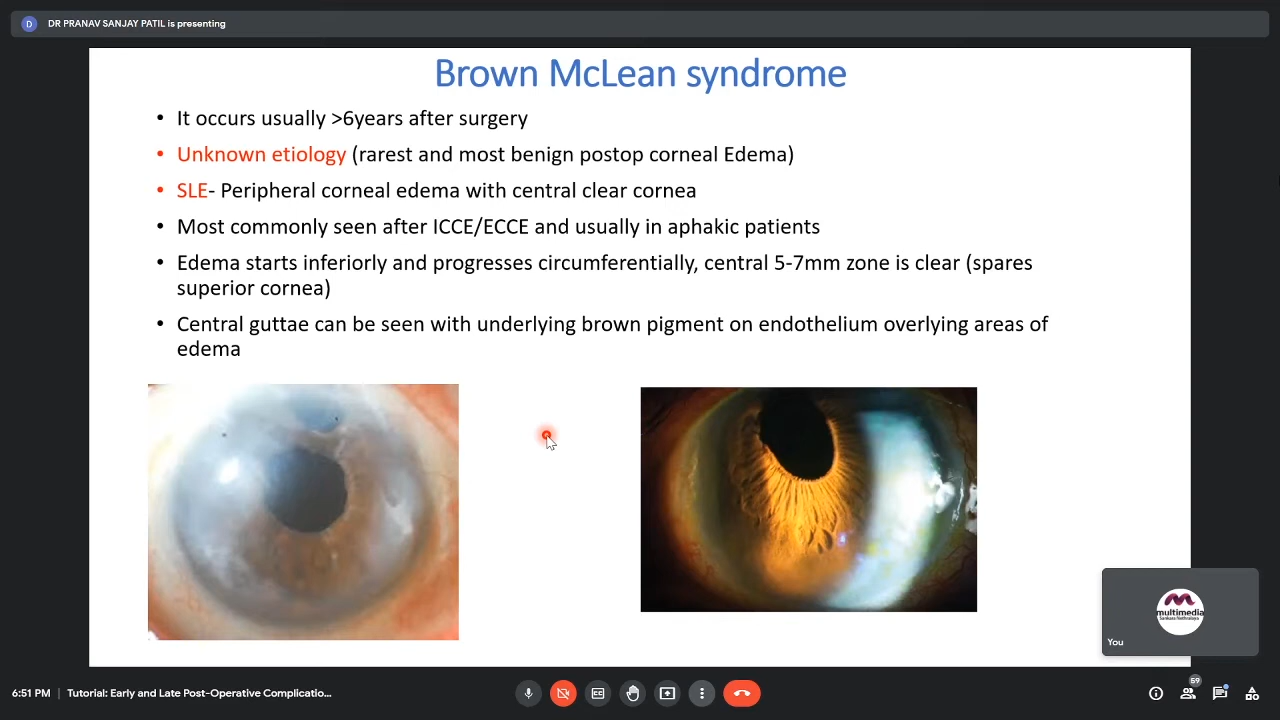 D DR PRANAV SANJAY PATIL is presenting
Brown McLean syndrome
• It occurs usually >6years after surgery
• Unknown etiology (rarest and most benign postop corneal Edema)
• SLE- Peripheral corneal edema with central clear cornea
• Most commonly seen after ICCE/ECCE and usually in aphakic patients
• Edema starts inferiorly and progresses circumferentially, central 5-7mm zone is clear (spares
superior cornea)
• Central guttae can be seen with underlying brown pigment on endothelium overlying areas of
edema
multimedia
Sankara Nethralaya
You
6:51 PM | Tutorial: Early and Late Post-Operative Complicatio...
59